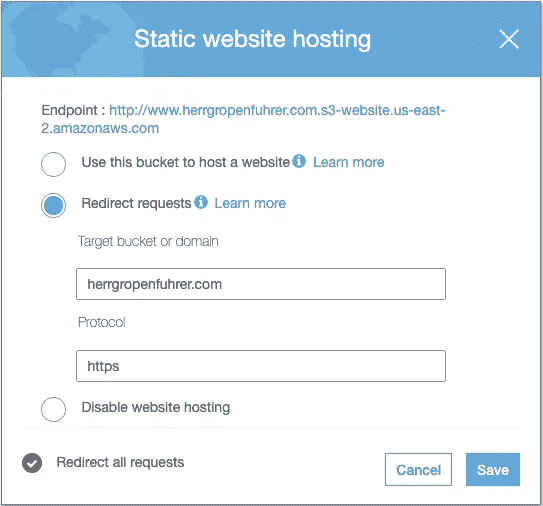 Static website hosting
Endpoint : http://www.herrgropenfuhrer.com.s3-website.us-east-
2.amazonaws.com
Use this bucket to host a website Learn more
Redirect requests Learn more
Target bucket or domain
herrgropenfuhrer.com
Protocol
https
Disable website hosting
Redirect all requests
Cancel
Save